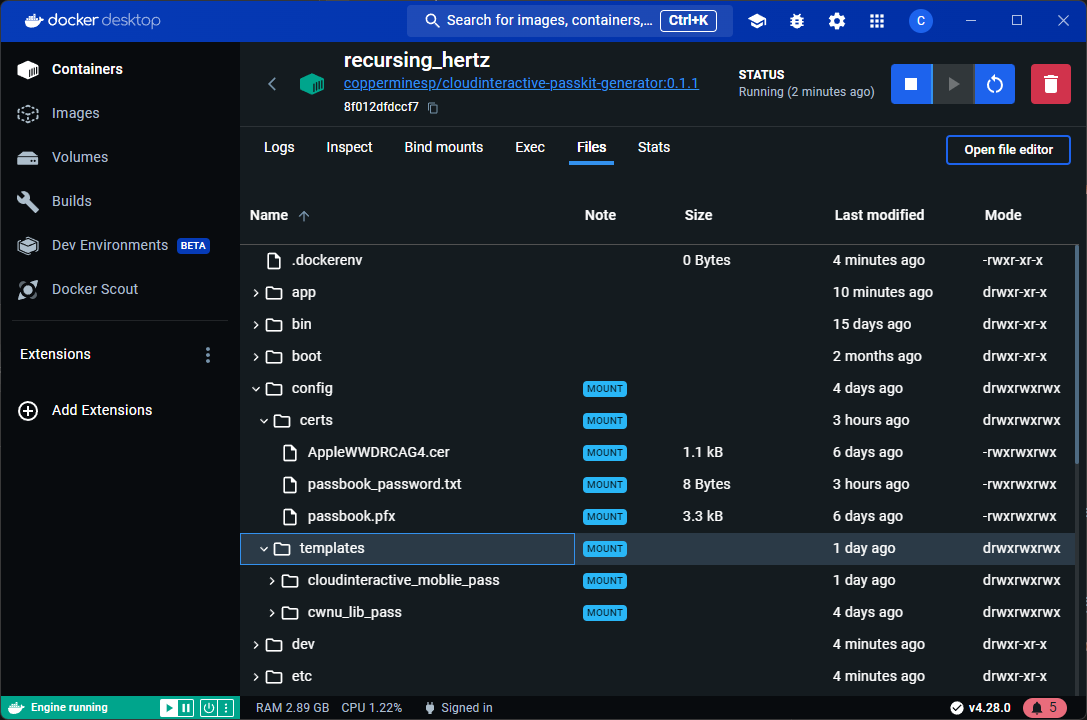 docker desktop
Search for images, containers,... Ctrl+K
C
Containers
Images
Volumes
Builds
Dev Environments BETA
Docker Scout
Extensions
Add Extensions
recursing_hertz
copperminesp/cloudinteractive-passkit-generator:0.1.1
8f012dfdccf7
STATUS
Running (2 minutes ago)
Logs Inspect Bind mounts Exec Files Stats
Open file editor
Name Note Size Last modified Mode
.dockerenv 0 Bytes 4 minutes ago -rwxr-xr-x
app 10 minutes ago drwxr-xr-x
bin 15 days ago drwxr-xr-x
boot 2 months ago drwxr-xr-x
config MOUNT 4 days ago drwxrwxrwx
certs MOUNT 3 hours ago drwxrwxrwx
AppleWWDRCAG4.cer MOUNT 1.1 kB 6 days ago -rwxrwxrwx
passbook_password.txt MOUNT 8 Bytes 3 hours ago -rwxrwxrwx
passbook.pfx MOUNT 3.3 kB 6 days ago -rwxrwxrwx
templates MOUNT 1 day ago drwxrwxrwx
cloudinteractive_moblie_pass MOUNT 1 day ago drwxrwxrwx
cwnu_lib_pass MOUNT 4 days ago drwxrwxrwx
dev 4 minutes ago drwxr-xr-x
etc 4 minutes ago drwxr-xr-x
Engine running
RAM 2.89 GB CPU 1.22% Signed in
v4.28.0
5